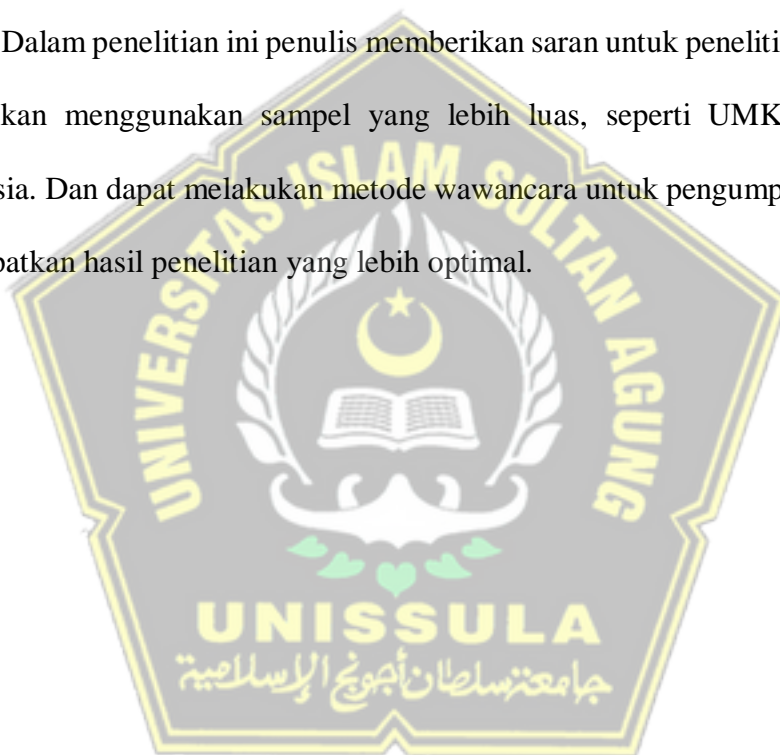 Dalam penelitian ini penulis memberikan saran untuk peneliti
kan menggunakan sampel yang lebih luas, seperti UMK
sia. Dan dapat melakukan metode wawancara untuk pengump
patkan hasil penelitian yang lebih optimal.
UNIVERSITAS ISLAM SULTAN AGUNG
UNISSULA
جامعة سلطان أجونج الإسلامية